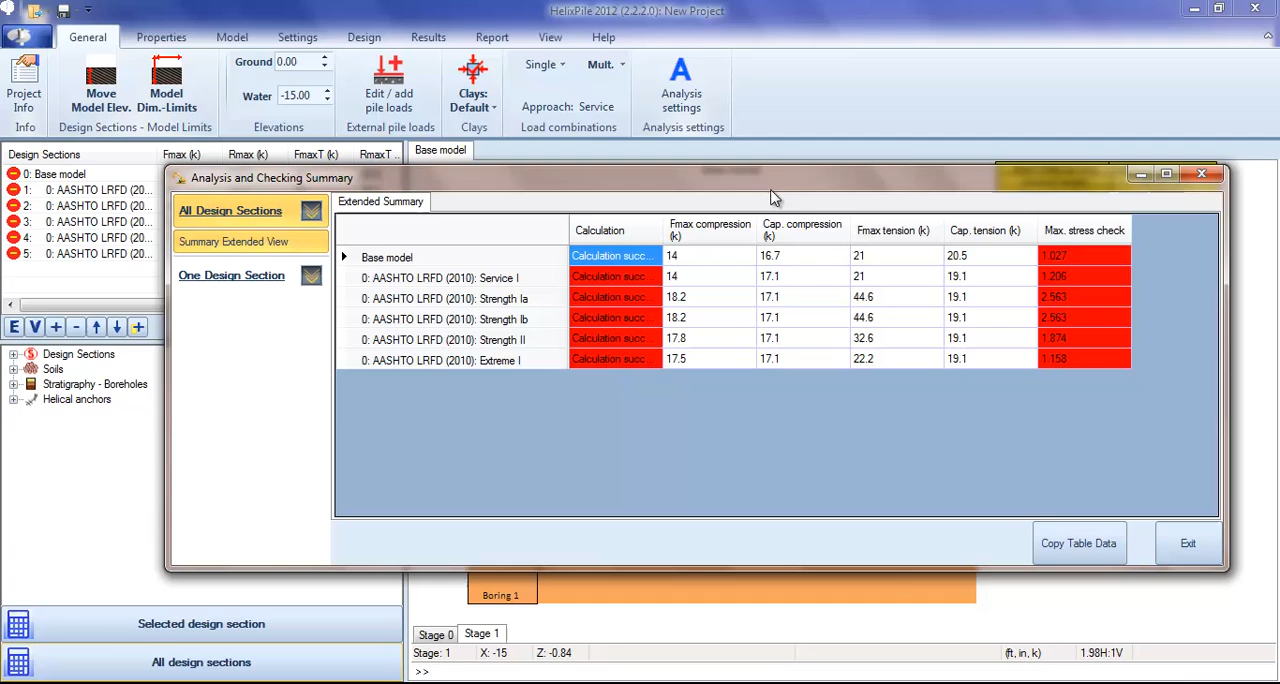 HelixPile 2012 (2.2.2.0): New Project
General Properties Model Settings Design Results Report View Help
Project Info
Info
Move Model Elev.
Model Dim.-Limits
Design Sections - Model Limits
Ground 0.00
Water -15.00
Elevations
Edit / add pile loads
External pile loads
Clays: Default
Clays
Single Mult.
Approach: Service
Load combinations
Analysis settings
Analysis settings
Design Sections Fmax (k) Rmax (k) FmaxT (k) RmaxT ..
0: Base model
1: 0: AASHTO LRFD (20...
2: 0: AASHTO LRFD (20...
3: 0: AASHTO LRFD (20...
4: 0: AASHTO LRFD (20...
5: 0: AASHTO LRFD (20...
E V + - +
Design Sections
Soils
Stratigraphy - Boreholes
Helical anchors
Selected design section
All design sections
Base model
Analysis and Checking Summary
All Design Sections
Summary Extended View
One Design Section
Extended Summary
Calculation Fmax compression (k) Cap. compression (k) Fmax tension (k) Cap. tension (k) Max. stress check
Base model Calculation succ... 14 16.7 21 20.5 1.027
0: AASHTO LRFD (2010): Service I Calculation succ... 14 17.1 21 19.1 1.206
0: AASHTO LRFD (2010): Strength Ia Calculation succ... 18.2 17.1 44.6 19.1 2.563
0: AASHTO LRFD (2010): Strength Ib Calculation succ... 18.2 17.1 44.6 19.1 2.563
0: AASHTO LRFD (2010): Strength II Calculation succ... 17.8 17.1 32.6 19.1 1.874
0: AASHTO LRFD (2010): Extreme I Calculation succ... 17.5 17.1 22.2 19.1 1.158
Copy Table Data
Exit
Boring 1
Stage 0 Stage 1
Stage: 1 X: -15 Z: -0.84 (ft, in, k) 1.98H:1V
>>